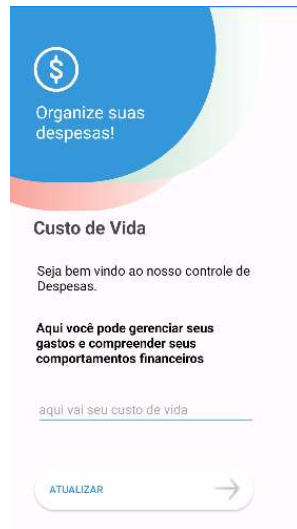 $
Organize suas
despesas!
Custo de Vida
Seja bem vindo ao nosso controle de
Despesas.
Aqui você pode gerenciar seus
gastos e compreender seus
comportamentos financeiros
aqui vai seu custo de vida
ATUALIZAR